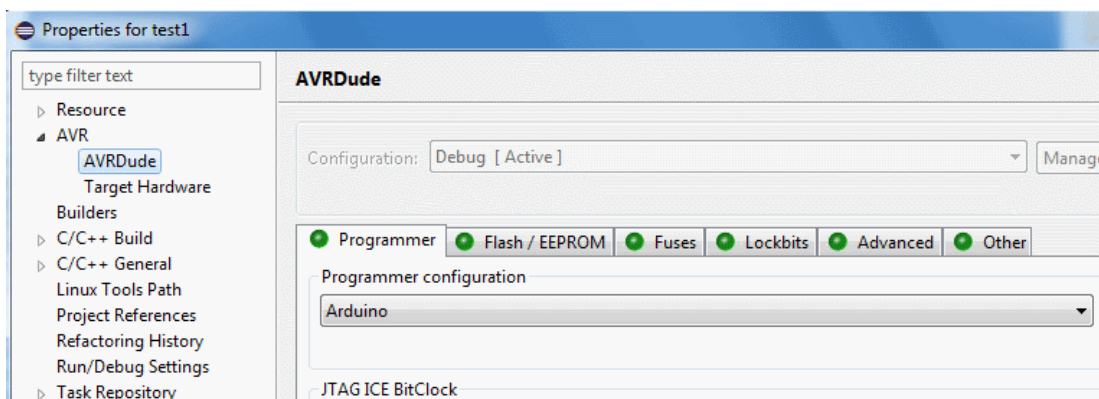 Properties for test1
type filter text
Resource
AVR
AVRDude
Target Hardware
Builders
C/C++ Build
C/C++ General
Linux Tools Path
Project References
Refactoring History
Run/Debug Settings
Task Repository
AVRDude
Configuration: Debug [ Active ]
Programmer Flash / EEPROM Fuses Lockbits Advanced Other
Programmer configuration
Arduino
JTAG ICE BitClock